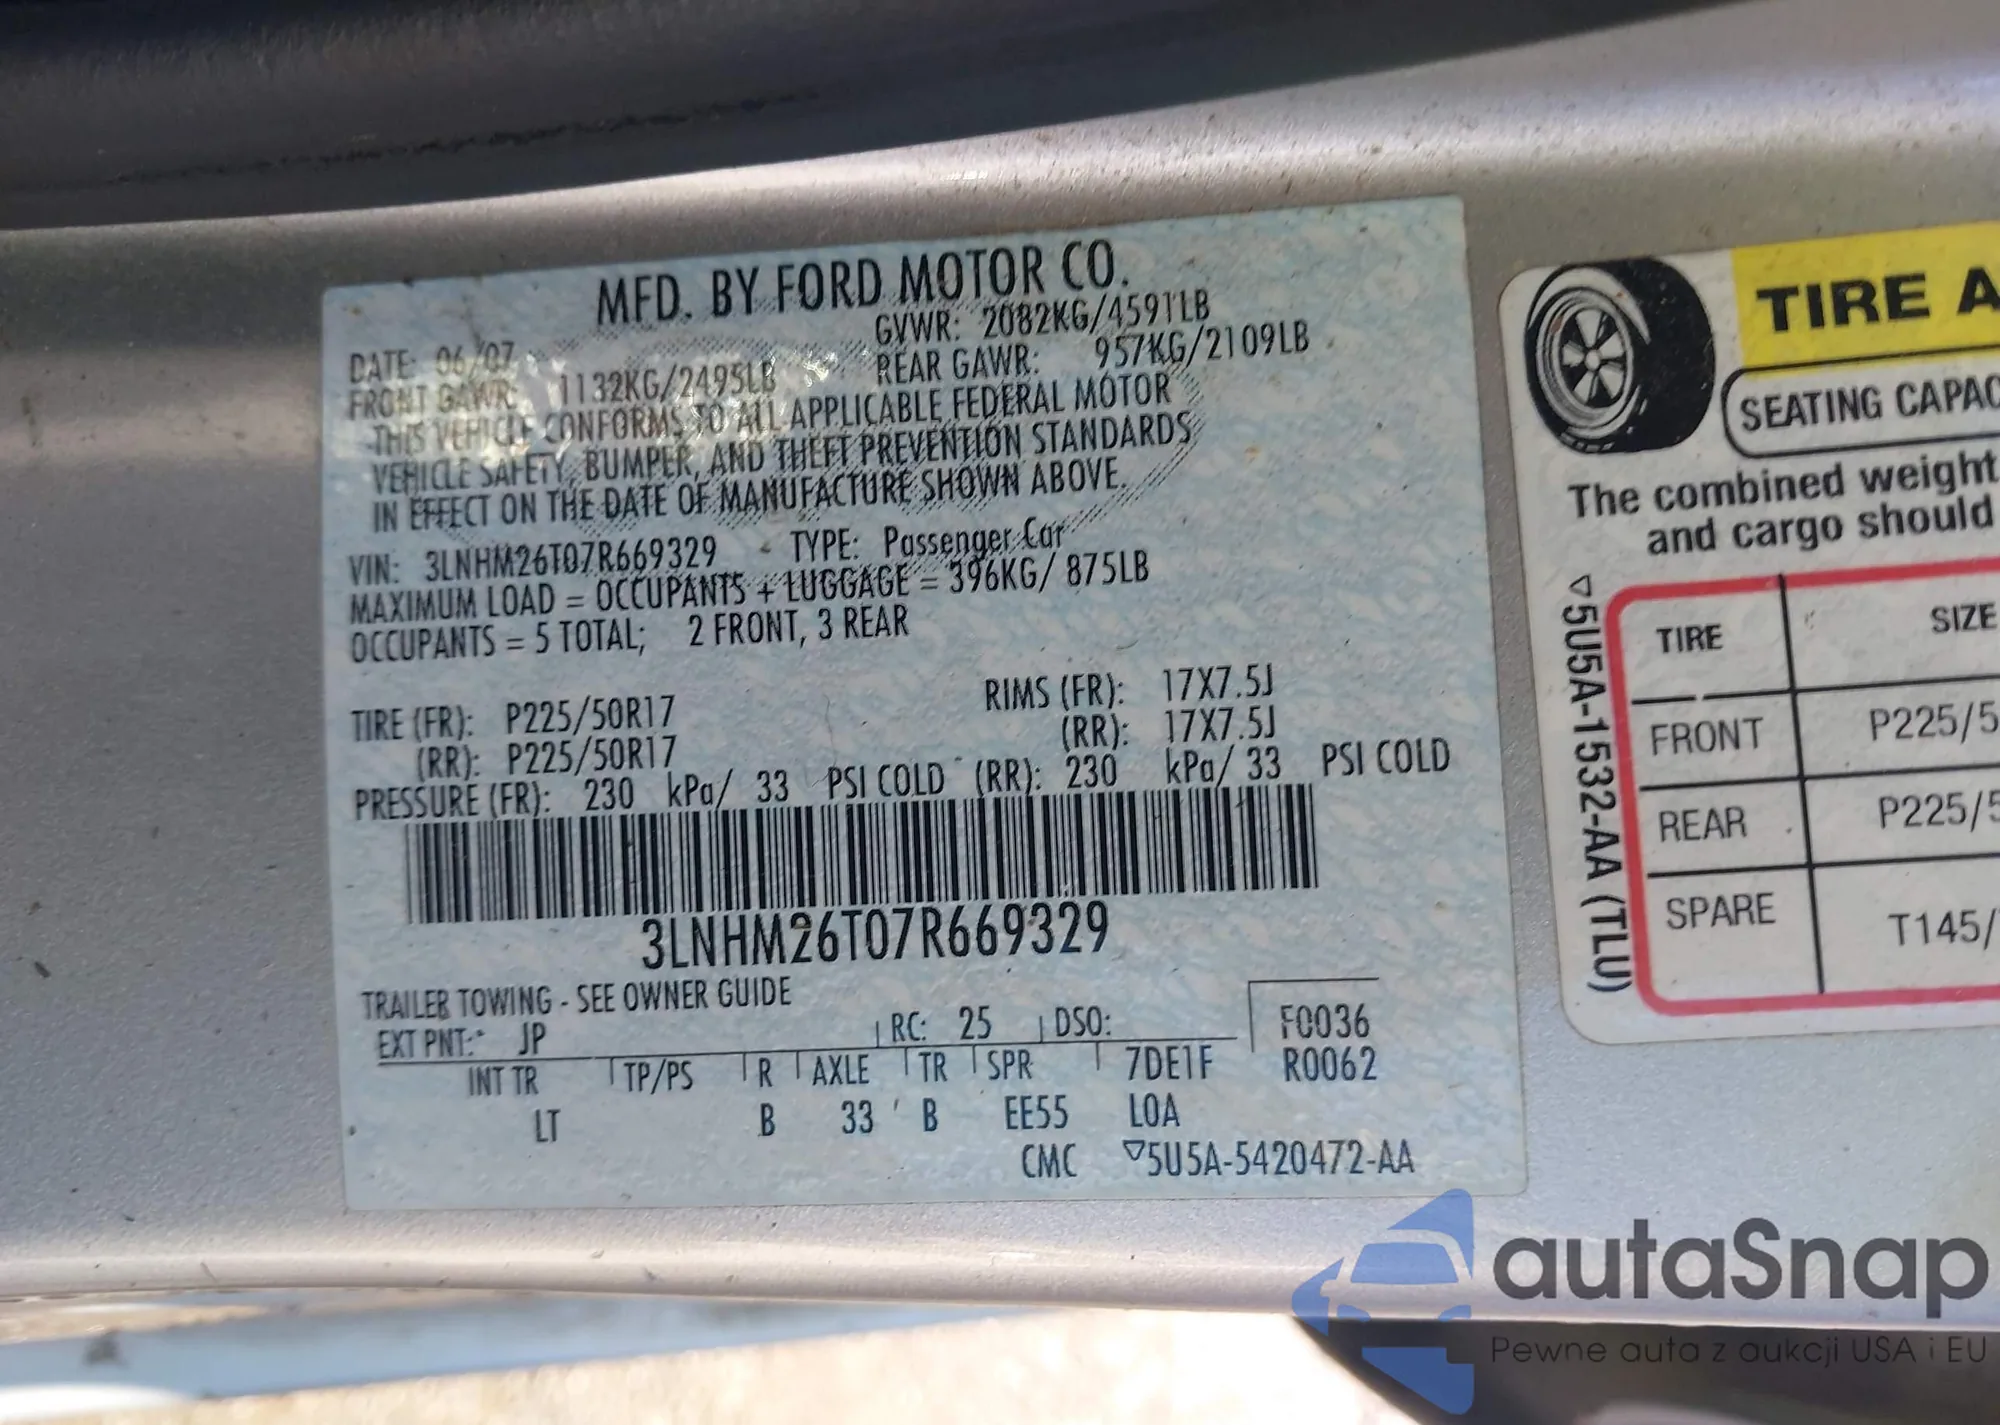 MFD. BY FORD MOTOR CO.
DATE: 06/07 GVWR: 2082KG/4591LB
FRONT GAWR: 1132KG/2495LB REAR GAWR: 957KG/2109LB
THIS VEHICLE CONFORMS TO ALL APPLICABLE FEDERAL MOTOR
VEHICLE SAFETY, BUMPER, AND THEFT PREVENTION STANDARDS
IN EFFECT ON THE DATE OF MANUFACTURE SHOWN ABOVE.
VIN: 3LNHM26T07R669329 TYPE: Passenger Car
MAXIMUM LOAD = OCCUPANTS + LUGGAGE = 396KG/ 875LB
OCCUPANTS = 5 TOTAL; 2 FRONT, 3 REAR
TIRE (FR): P225/50R17 RIMS (FR): 17X7.5J
(RR): P225/50R17 (RR): 17X7.5J
PRESSURE (FR): 230 kPa/ 33 PSI COLD (RR): 230 kPa/ 33 PSI COLD
3LNHM26T07R669329
TRAILER TOWING - SEE OWNER GUIDE
EXT PNT: JP RC: 25 DSO: F0036
INT TR TP/PS R AXLE TR SPR 7DE1F R0062
LT B 33 B EE55 LOA
CMC ▽5U5A-5420472-AA
TIRE A
SEATING CAPAC
The combined weight
and cargo should
▽5U5A-1532-AA (TLU)
TIRE SIZE
FRONT P225/5
REAR P225/5
SPARE T145/
autaSnap
Pewne auta z aukcji USA i EU